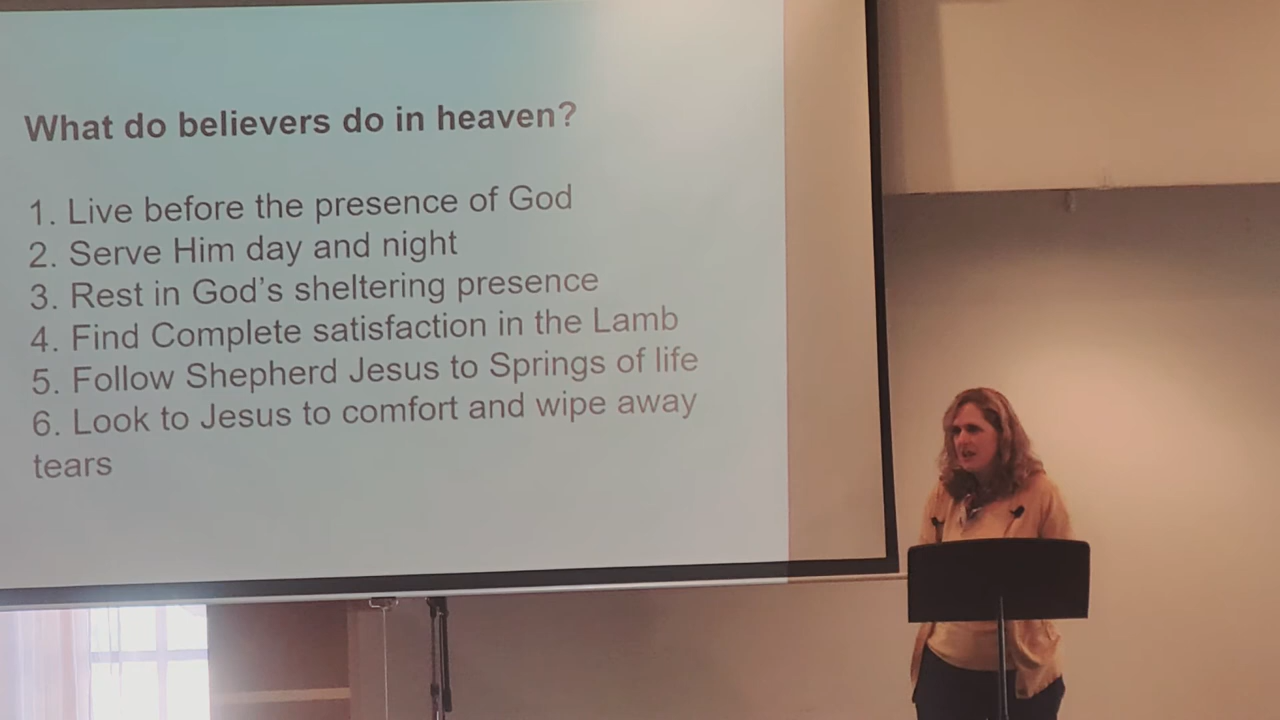 What do believers do in heaven?
1. Live before the presence of God
2. Serve Him day and night
3. Rest in God's sheltering presence
4. Find Complete satisfaction in the Lamb
5. Follow Shepherd Jesus to Springs of life
6. Look to Jesus to comfort and wipe away
tears